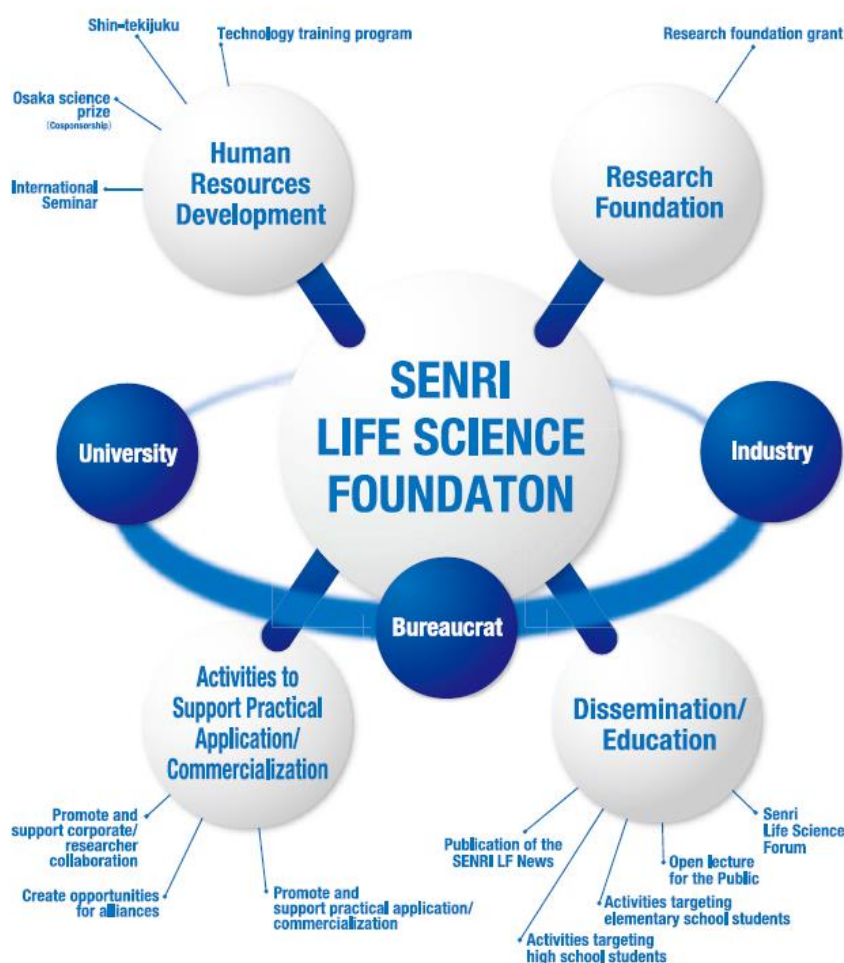 Shin-tekijuku
Technology training program
Osaka science
prize
(Cosponsorship)
International
Seminar
Human
Resources
Development
Research foundation grant
Research
Foundation
SENRI
LIFE SCIENCE
FOUNDATON
University
Industry
Bureaucrat
Activities to
Support Practical
Application/
Commercialization
Promote and
support corporate/
researcher
collaboration
Create opportunities
for alliances
Promote and
support practical application/
commercialization
Dissemination/
Education
Publication of the
SENRI LF News
Activities targeting
high school students
Activities targeting
elementary school students
Open lecture
for the Public
Senri
Life Science
Forum